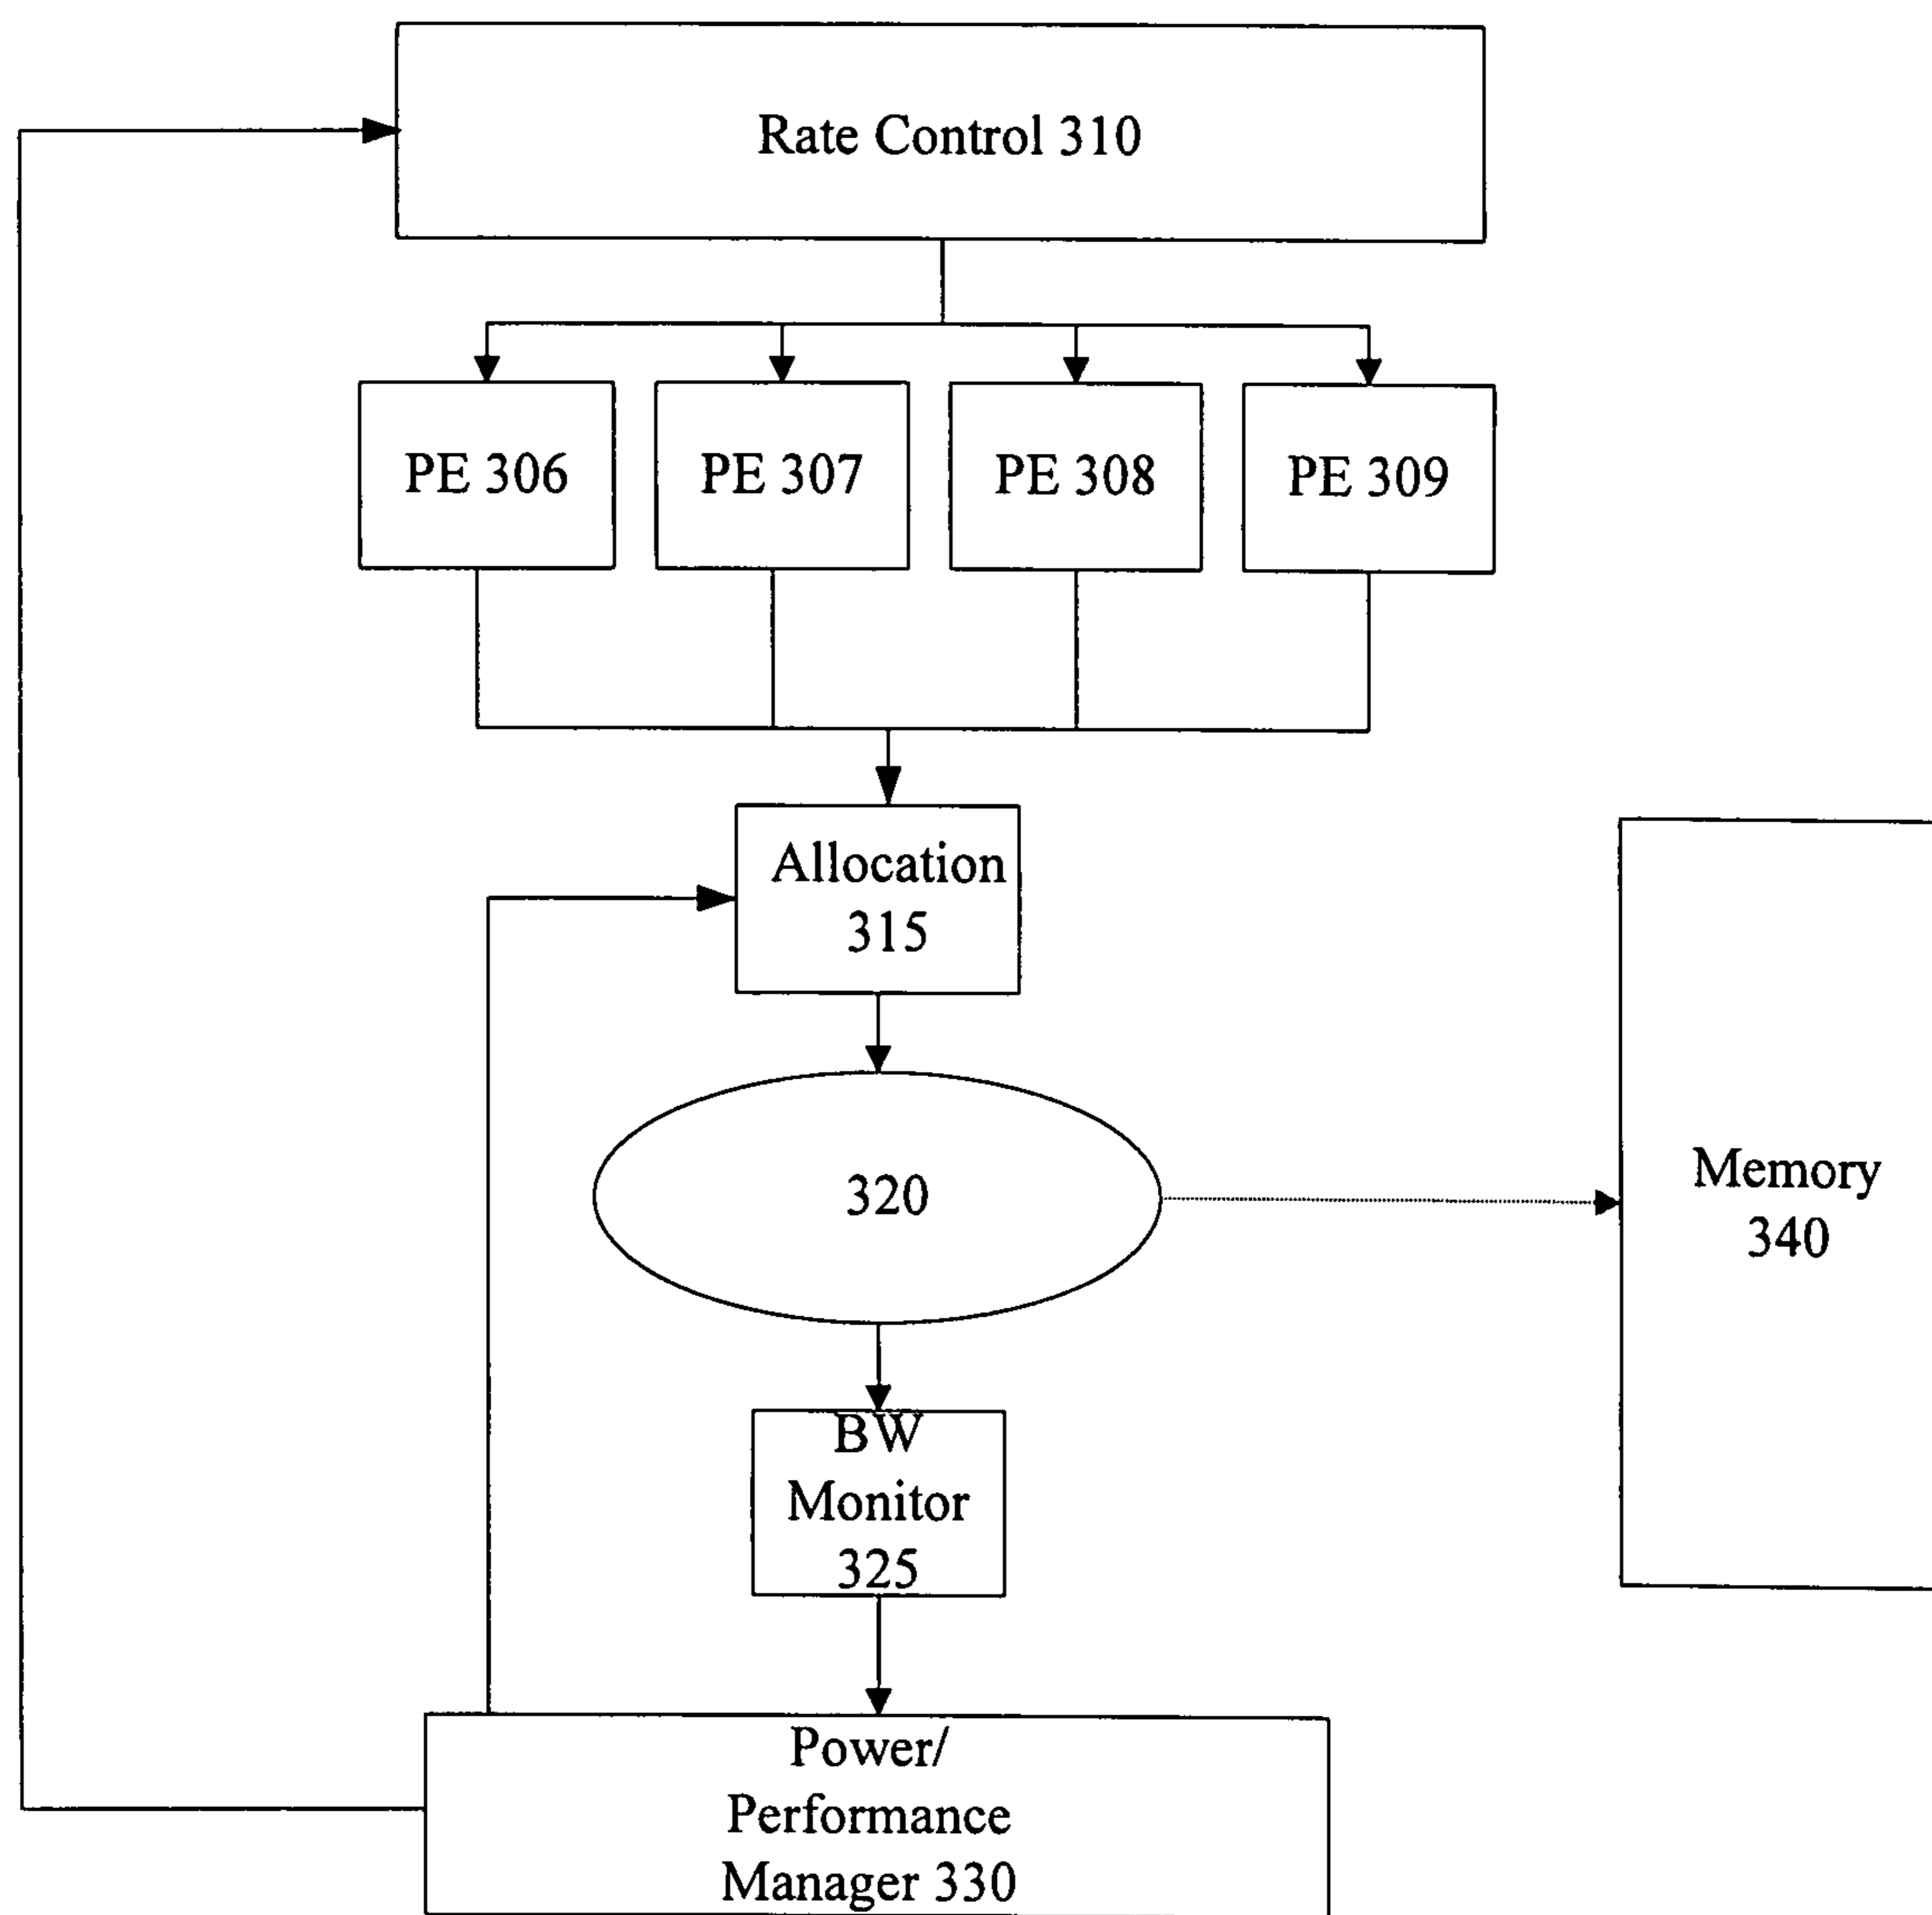 Rate Control 310
PE 306
PE 307
PE 308
PE 309
Allocation
315
320
Memory
340
BW
Monitor
325
Power/
Performance
Manager 330